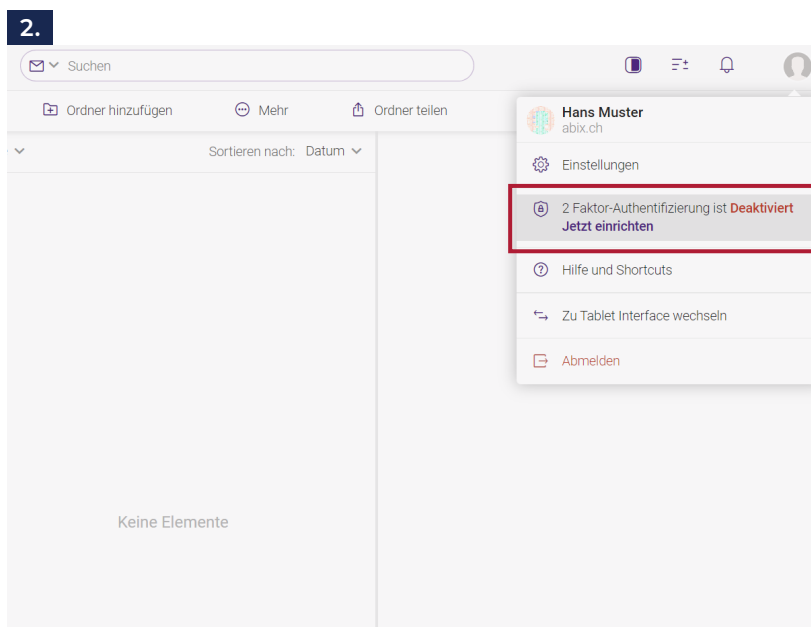 2.
Suchen
Ordner hinzufügen
Mehr
Ordner teilen
Sortieren nach: Datum
Hans Muster
abix.ch
Einstellungen
2 Faktor-Authentifizierung ist Deaktiviert
Jetzt einrichten
Hilfe und Shortcuts
Zu Tablet Interface wechseln
Abmelden
Keine Elemente